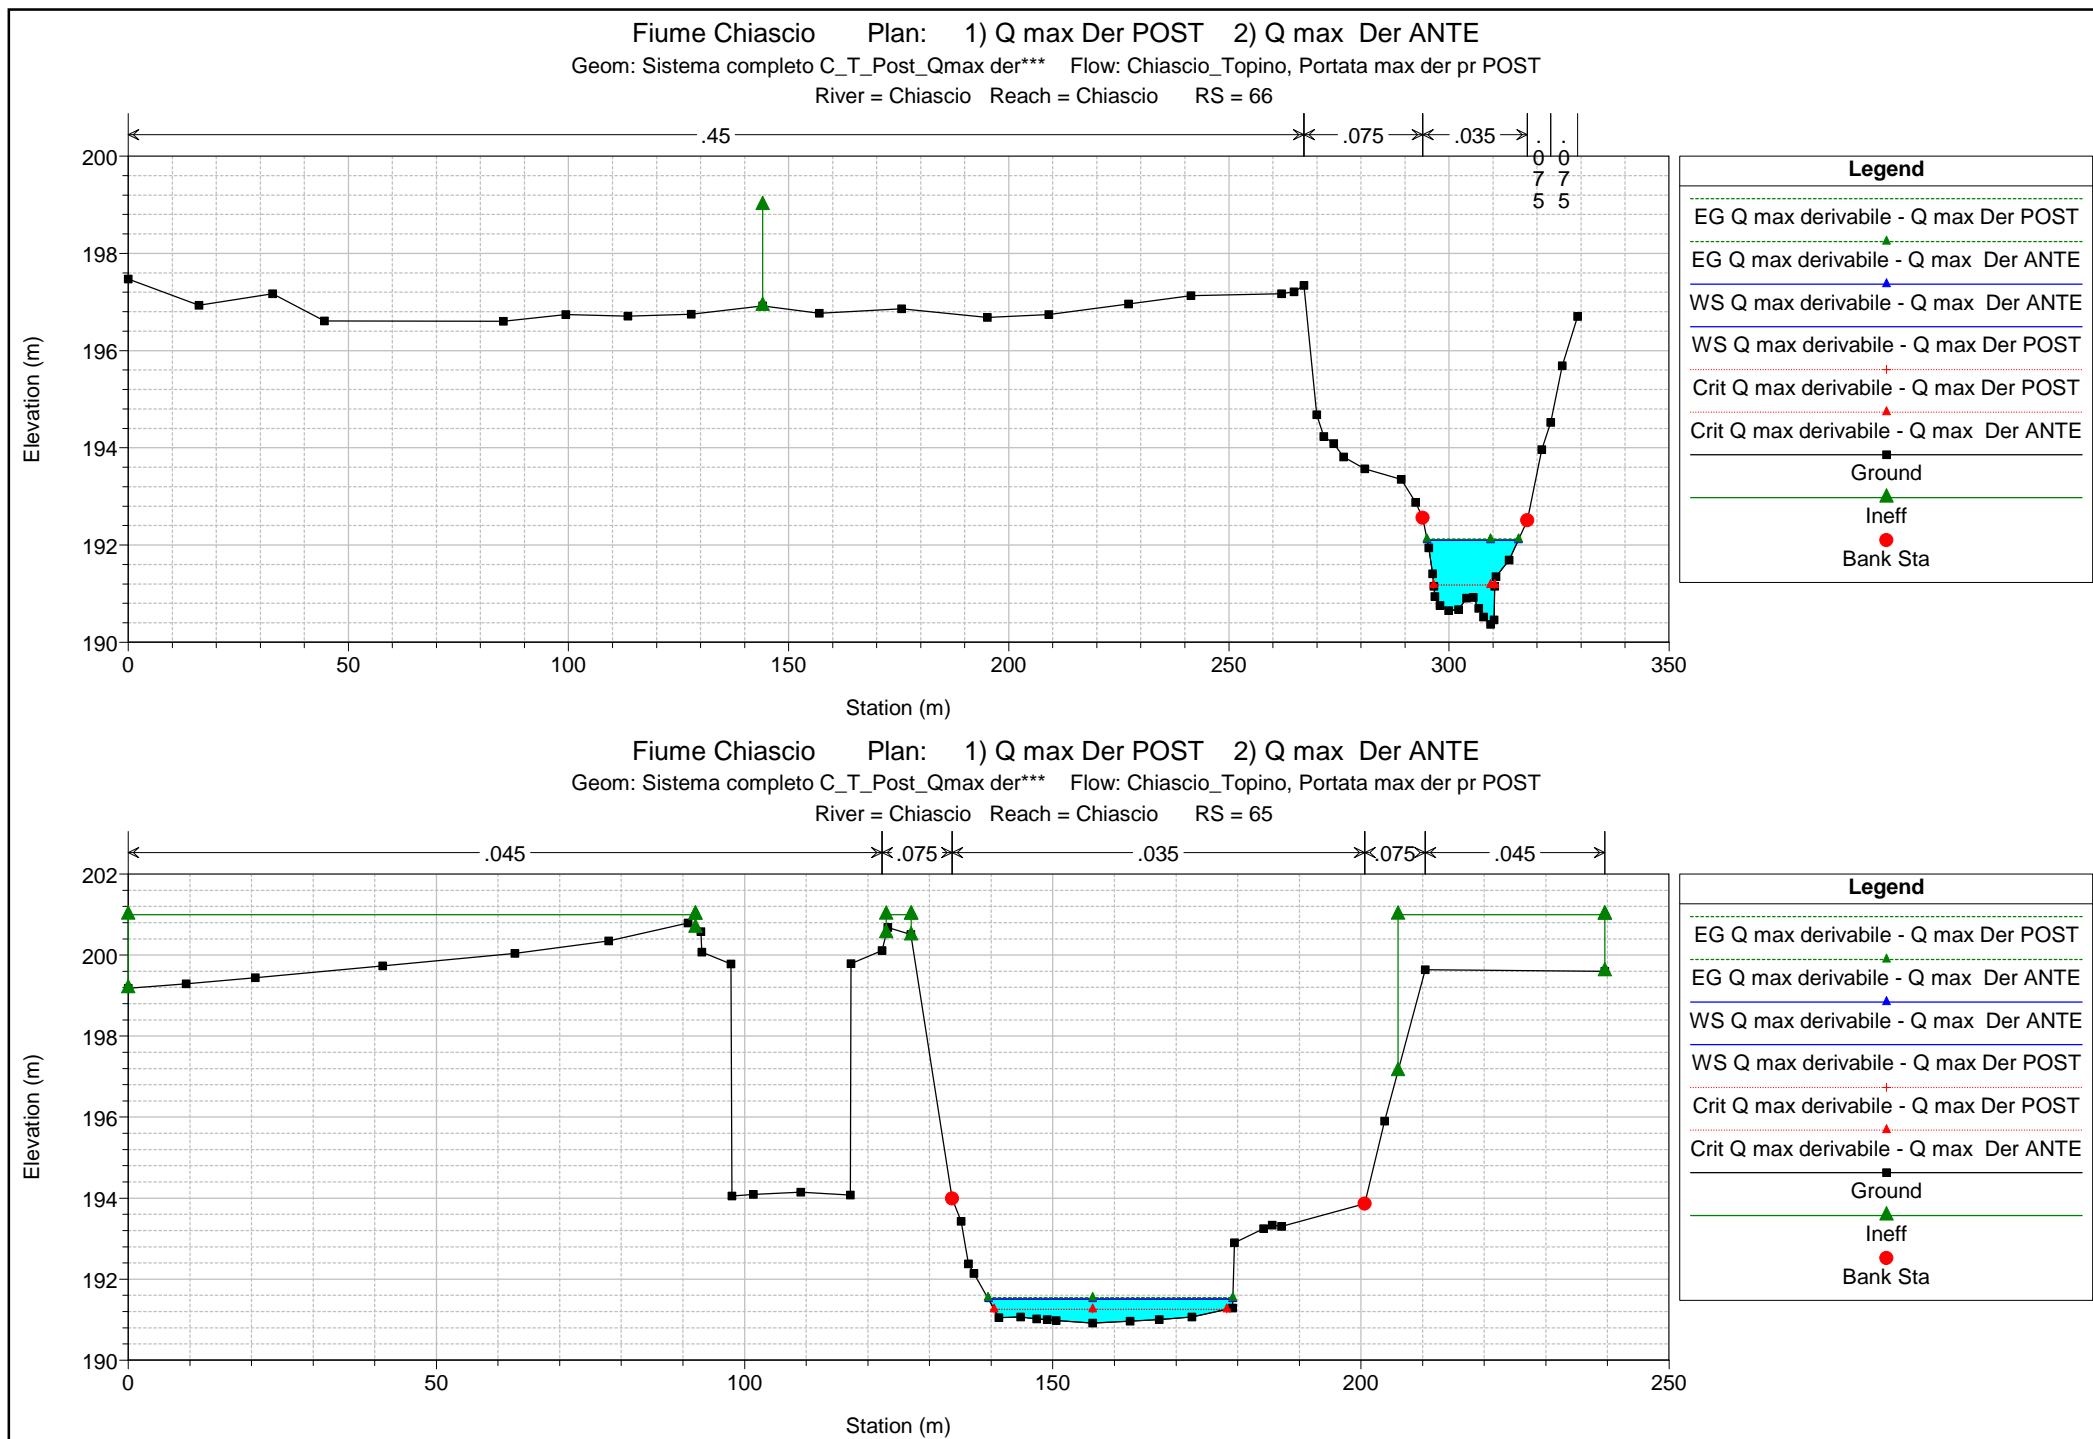 Fiume Chiascio Plan: 1) Q max Der POST 2) Q max Der ANTE
Geom: Sistema completo C_T_Post_Qmax der*** Flow: Chiascio_Topino, Portata max der pr POST
River = Chiascio Reach = Chiascio RS = 66
.45 .075 .035 .075 .075
200
198
196
194
192
190
Elevation (m)
0 50 100 150 200 250 300 350
Station (m)
Legend
EG Q max derivabile - Q max Der POST
EG Q max derivabile - Q max Der ANTE
WS Q max derivabile - Q max Der ANTE
WS Q max derivabile - Q max Der POST
Crit Q max derivabile - Q max Der POST
Crit Q max derivabile - Q max Der ANTE
Ground
Ineff
Bank Sta
Fiume Chiascio Plan: 1) Q max Der POST 2) Q max Der ANTE
Geom: Sistema completo C_T_Post_Qmax der*** Flow: Chiascio_Topino, Portata max der pr POST
River = Chiascio Reach = Chiascio RS = 65
.045 .075 .035 .075 .045
202
200
198
196
194
192
190
Elevation (m)
0 50 100 150 200 250
Station (m)
Legend
EG Q max derivabile - Q max Der POST
EG Q max derivabile - Q max Der ANTE
WS Q max derivabile - Q max Der ANTE
WS Q max derivabile - Q max Der POST
Crit Q max derivabile - Q max Der POST
Crit Q max derivabile - Q max Der ANTE
Ground
Ineff
Bank Sta